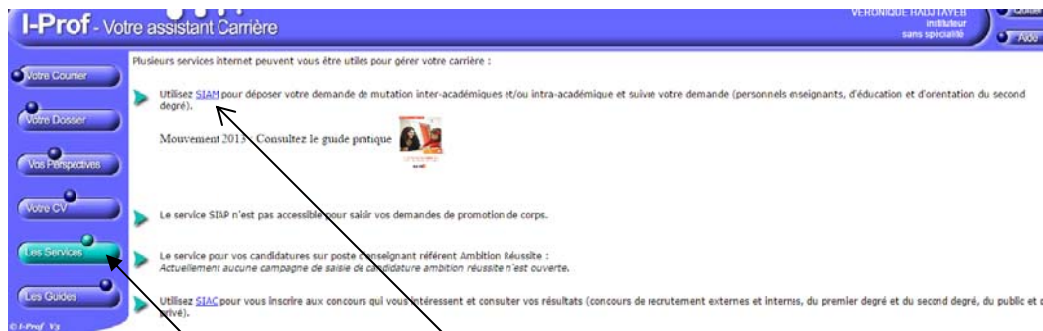 I-Prof - Votre assistant Carrière
VERONIQUE HADJTAYEB
instituteur
sans spécialité
Guide
Aide
Votre Courrier
Votre Dossier
Vos Perspectives
Votre CV
Les Services
Les Guides
© I-Prof V3
Plusieurs services internet peuvent vous être utiles pour gérer votre carrière :
Utilisez SIAM pour déposer votre demande de mutation inter-académiques et/ou intra-académique et suivre votre demande (personnels enseignants, d'éducation et d'orientation du second
degré).
Mouvement 2013 : Consultez le guide pratique
Le service SIAP n'est pas accessible pour saisir vos demandes de promotion de corps.
Le service pour vos candidatures sur poste d'enseignant référent Ambition Réussite :
Actuellement aucune campagne de saisie de candidature ambition réussite n'est ouverte.
Utilisez SIAC pour vous inscrire aux concours qui vous intéressent et consulter vos résultats (concours de recrutement externes et internes, du premier degré et du second degré, du public et d
privé).